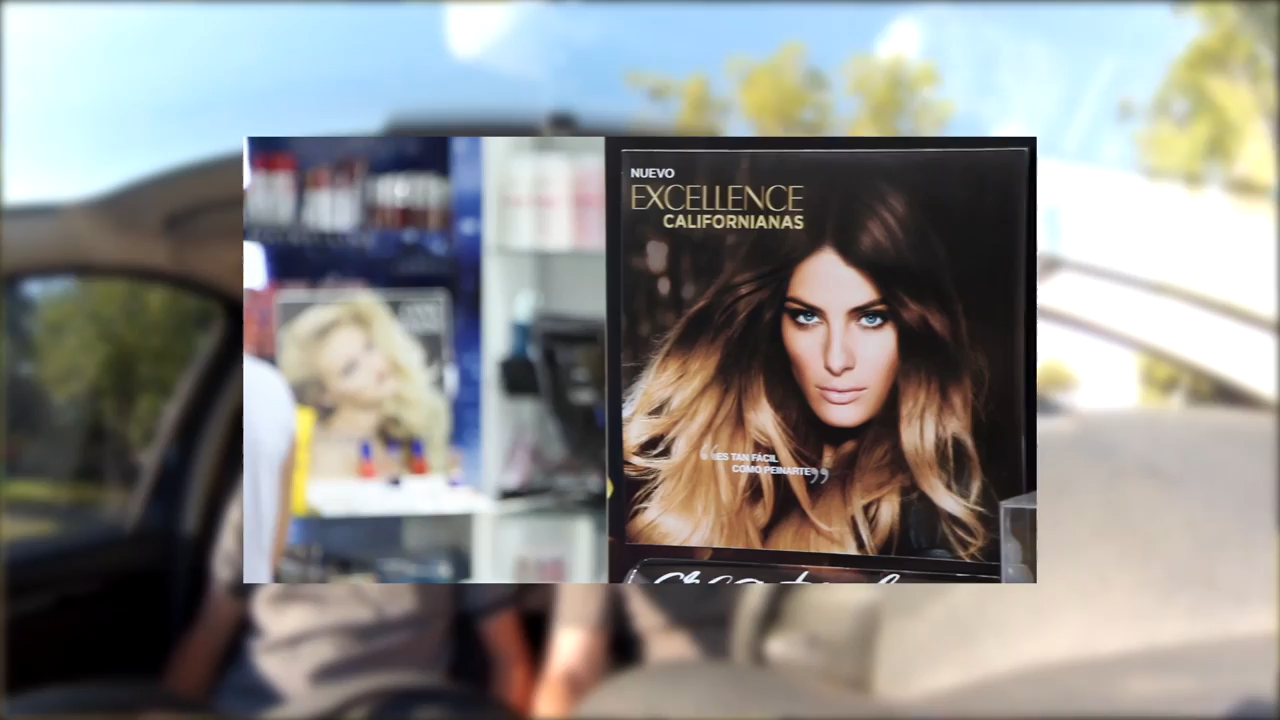 NUEVO
EXCELLENCE
CALIFORNIANAS
“ES TAN FÁCIL
COMO PEINARTE”